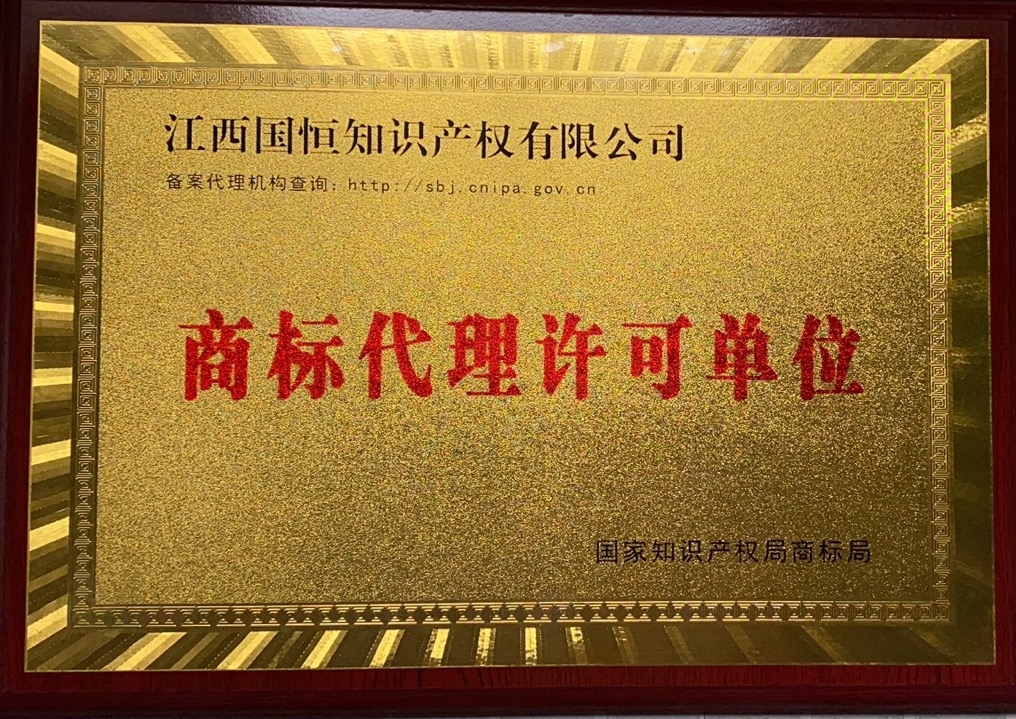 江西国恒知识产权有限公司
备案代理机构查询：http://sbj.cnipa.gov.cn
商标代理许可单位
国家知识产权局商标局